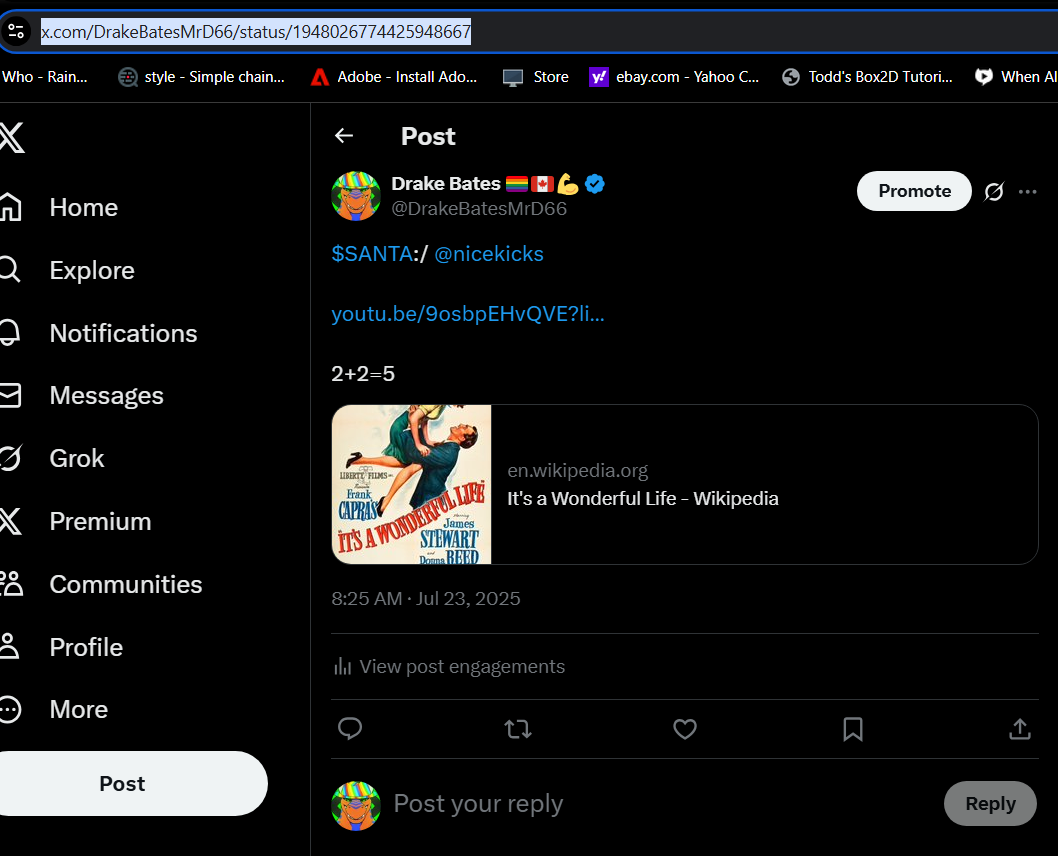 x.com/DrakeBatesMrD66/status/1948026774425948667
Who - Rain... style - Simple chain... Adobe - Install Ado... Store ebay.com - Yahoo C... Todd's Box2D Tutori... When AI
Post
Drake Bates
@DrakeBatesMrD66
Promote
$SANTA:/ @nicekicks
youtu.be/9osbpEHvQVE?li...
2+2=5
LIBERTY FILMS
Frank
CAPRA'S
IT'S A WONDERFUL LIFE
James
STEWART
Donna REED
en.wikipedia.org
It's a Wonderful Life - Wikipedia
8:25 AM · Jul 23, 2025
View post engagements
Post your reply
Reply
Home
Explore
Notifications
Messages
Grok
Premium
Communities
Profile
More
Post